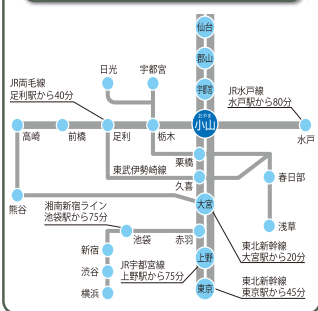 仙台
郡山
宇都宮
日光
宇都宮
JR両毛線
足利駅から40分
JR水戸線
水戸駅から80分
おやま
小山
高崎
前橋
足利
栃木
水戸
栗橋
東武伊勢崎線
久喜
春日部
熊谷
大宮
湘南新宿ライン
池袋駅から75分
浅草
池袋
赤羽
新宿
東北新幹線
大宮駅から20分
JR宇都宮線
上野駅から75分
上野
渋谷
東北新幹線
東京駅から45分
横浜
東京